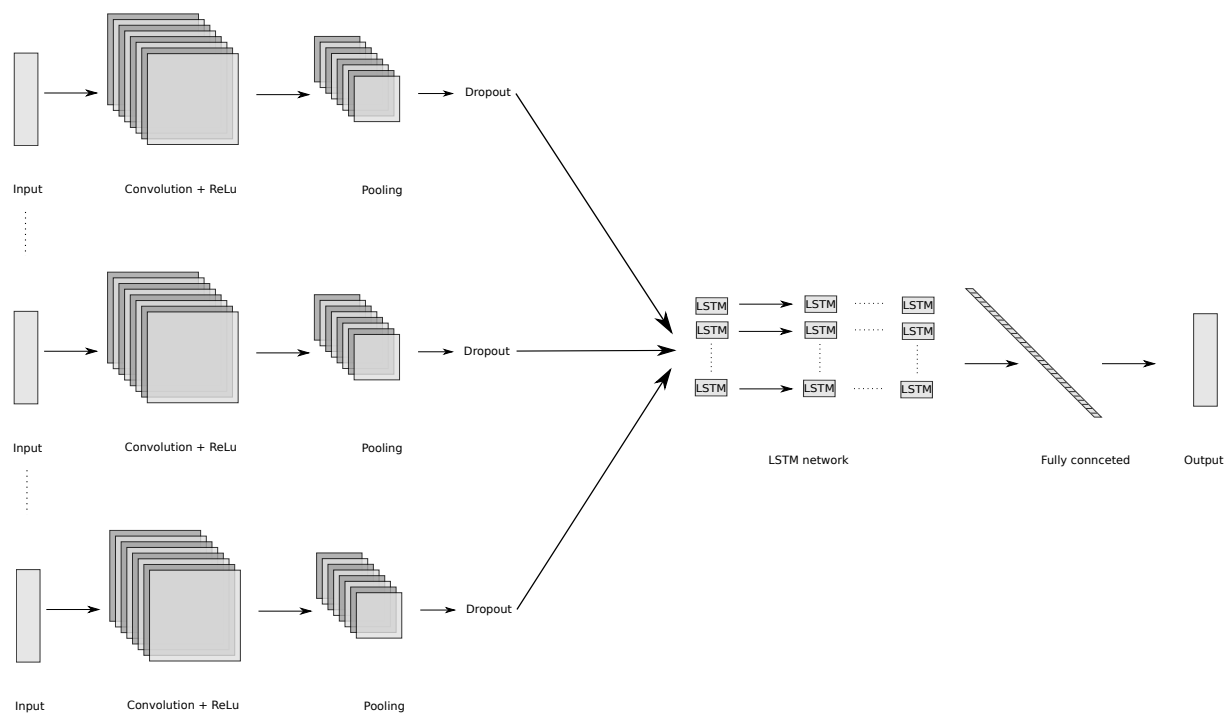 Dropout
Input
Convolution + ReLu
Pooling
Dropout
Input
Convolution + ReLu
Pooling
Dropout
Input
Convolution + ReLu
Pooling
LSTM LSTM LSTM
LSTM LSTM LSTM
LSTM LSTM LSTM
LSTM network
Fully connceted
Output